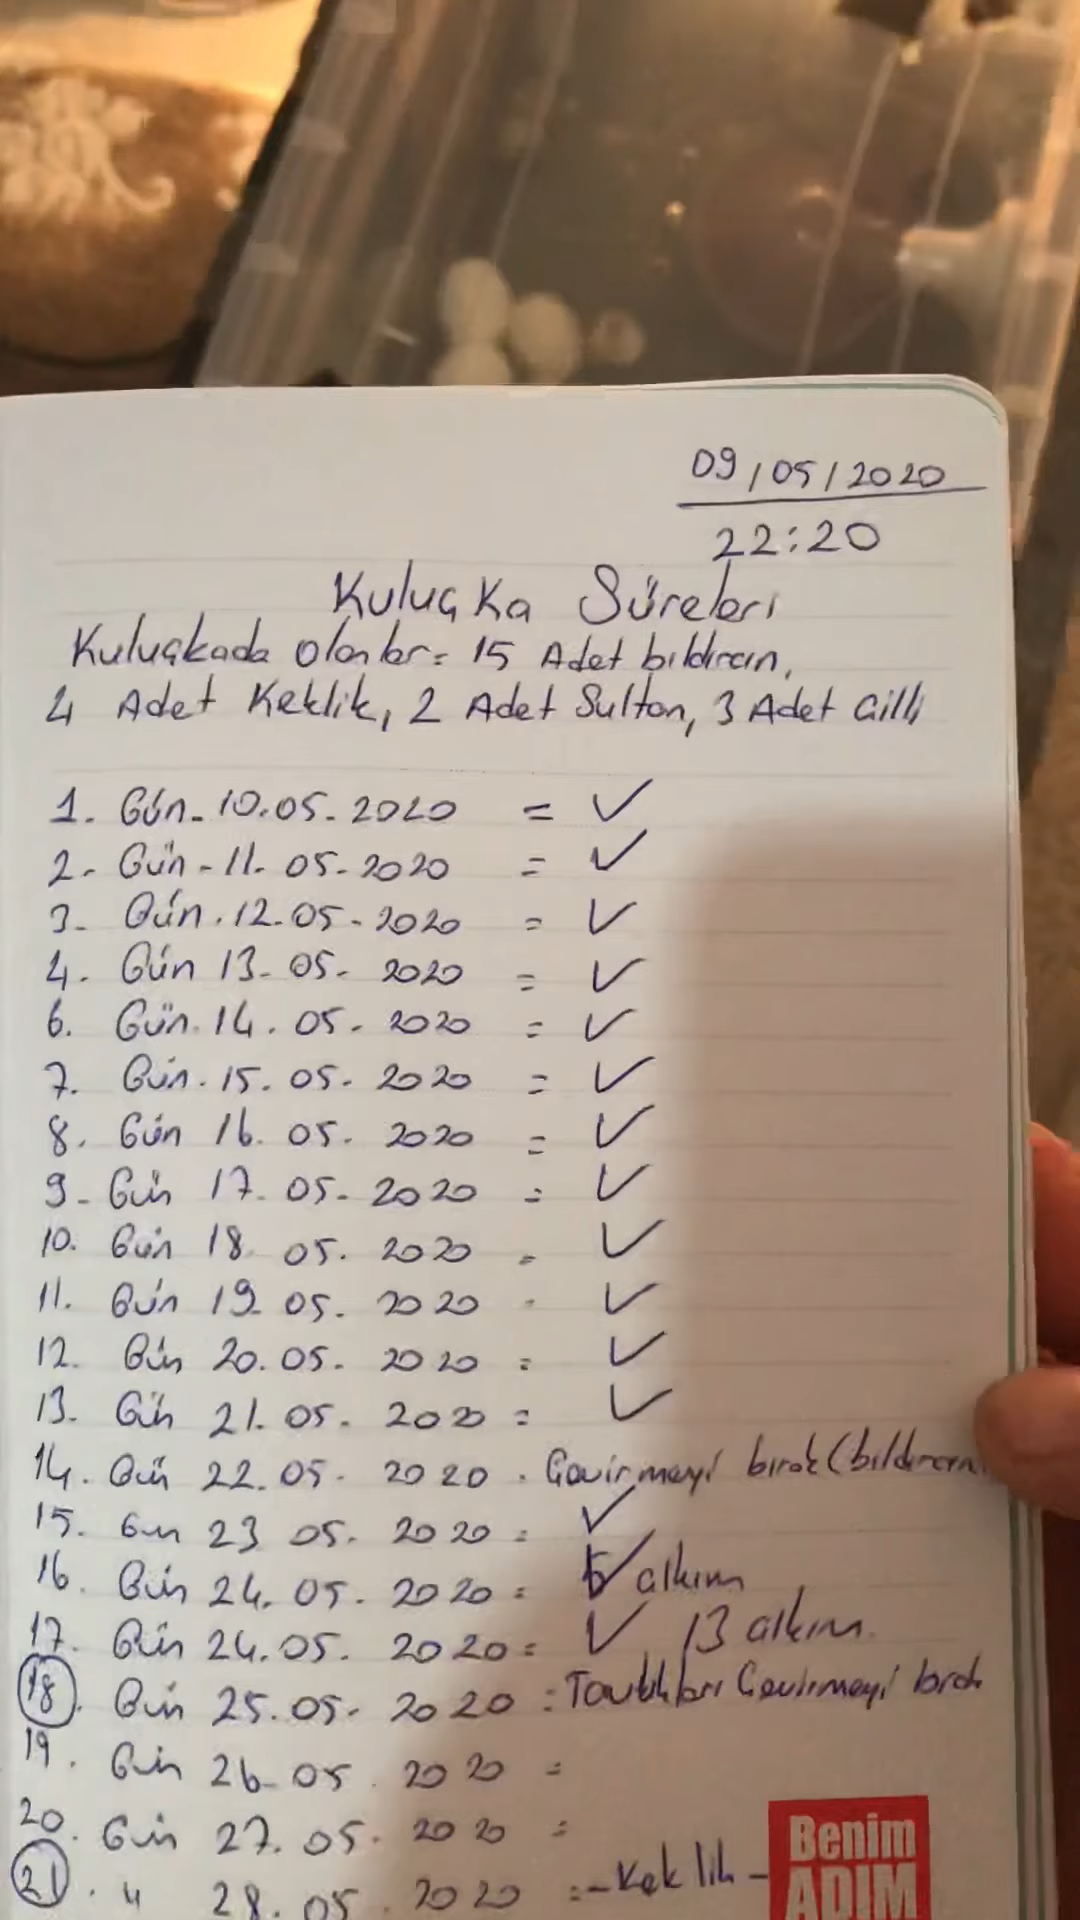 09/05/2020
22:20
Kuluçka Süreleri
Kuluçkada olanlar= 15 Adet bıldırcın,
4 Adet Keklik, 2 Adet Sultan, 3 Adet Gilli
1. Gün- 10.05-2020 = ✓
2- Gün-11-05-2020 = ✓
3- Gün.12.05-2020 = ✓
4. Gün 13-05-2020 = ✓
6. Gün.14.05-2020 = ✓
7. Gün.15.05-2020 = ✓
8. Gün 16.05.2020 = ✓
9- Gün 17.05-2020 = ✓
10. Gün 18 05.2020 = ✓
11. Gün 19 05.2020 - ✓
12. Gün 20.05-2020 = ✓
13. Gün 21.05-2020 = ✓
14. Gün 22.05-2020 . Çevirmeyi bırak (bıldırcın
15. Gün 23 05.2020 = ✓
16. Gün 24.05.2020 = ✓ alkım
17. Gün 24.05.2020 = ✓ 13 alkım.
18. Gün 25.05-2020 : Tavukları Çevirmeyi bırak
19. Gün 26-05.2020 =
20. Gün 27.05.2020 =
21. " 28.05.2020 :-Keklik-
Benim
ADIM